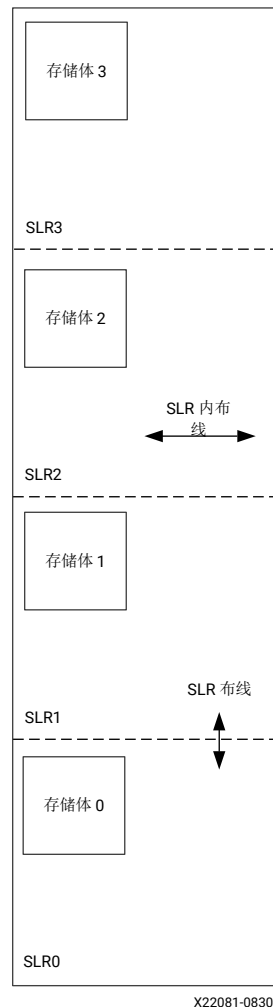 存储体 3
SLR3
存储体 2
SLR 内布
线
SLR2
存储体 1
SLR 布线
SLR1
存储体 0
SLR0
X22081-0830